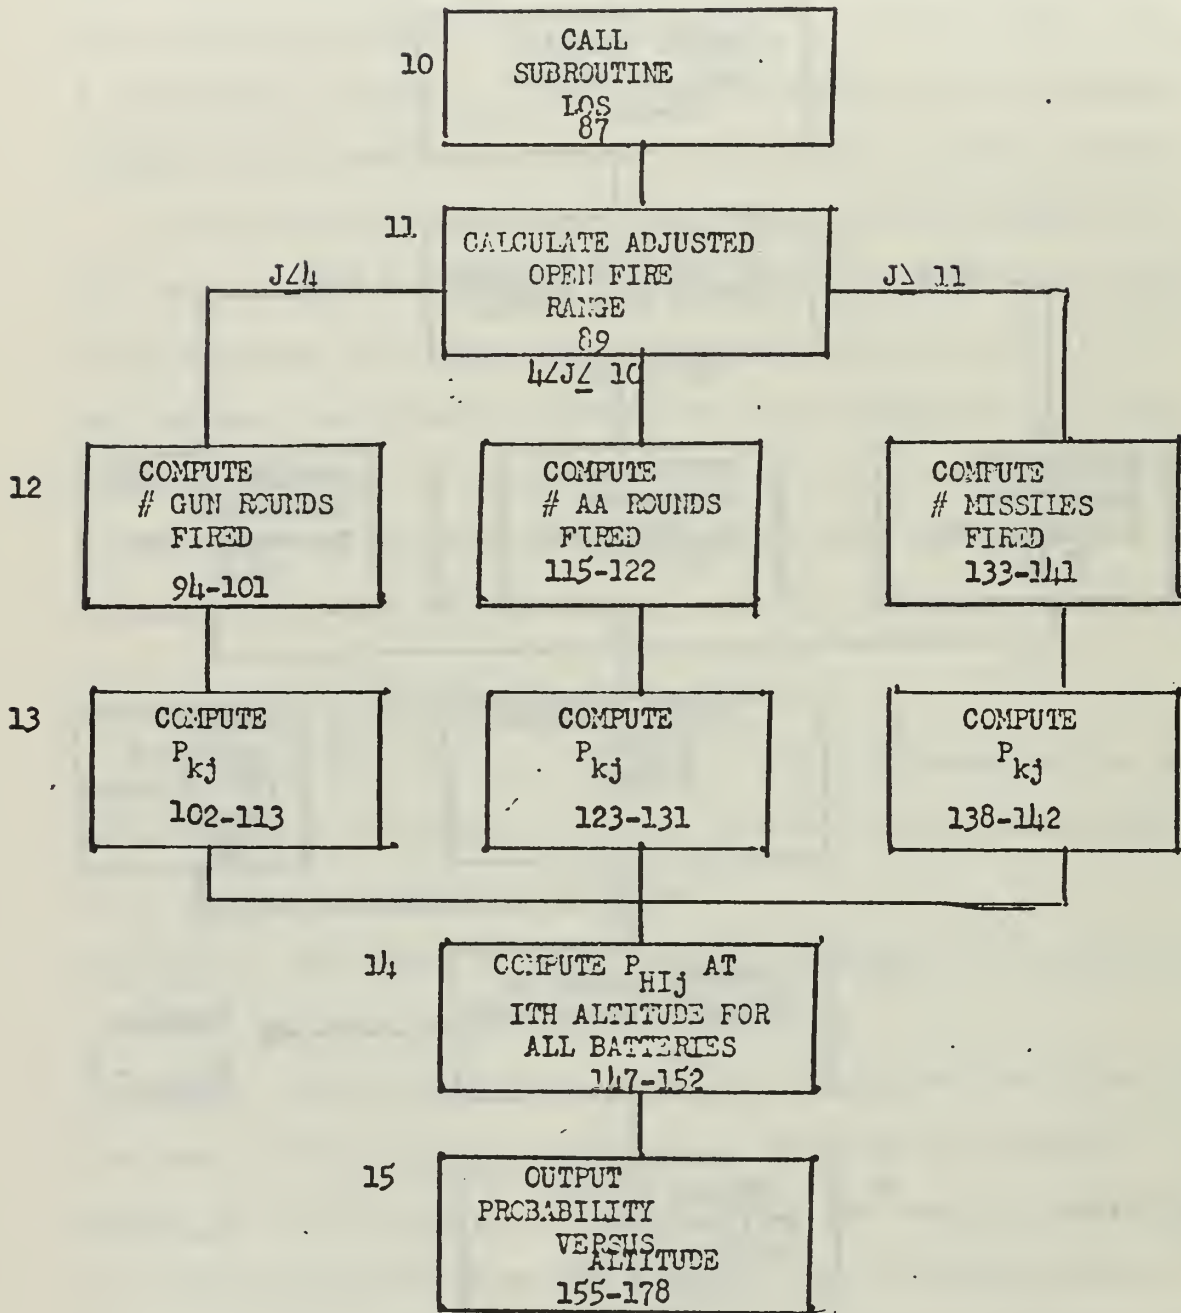 10
CALL
SUBROUTINE
LOS
87
11
CALCULATE ADJUSTED
OPEN FIRE
RANGE
89
J∠4
4∠J∠ 10
J> 11
12
COMPUTE
# GUN ROUNDS
FIRED
94-101
COMPUTE
# AA ROUNDS
FIRED
115-122
COMPUTE
# MISSILES
FIRED
133-141
13
COMPUTE
Pkj
102-113
COMPUTE
Pkj
123-131
COMPUTE
Pkj
138-142
14
COMPUTE PHIj AT
ITH ALTITUDE FOR
ALL BATTERIES
147-152
15
OUTPUT
PROBABILITY
VERSUS
ALTITUDE
155-178